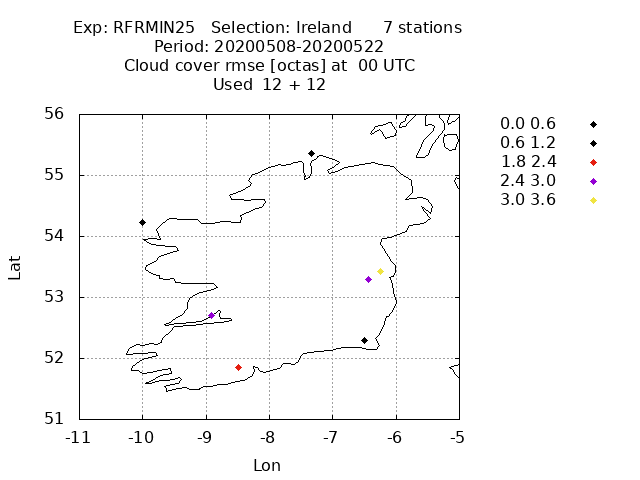 Exp: RFRMIN25 Selection: Ireland 7 stations
Period: 20200508-20200522
Cloud cover rmse [octas] at 00 UTC
Used 12 + 12
56
55
54
53
52
51
Lat
-11 -10 -9 -8 -7 -6 -5
Lon
0.0 0.6
0.6 1.2
1.8 2.4
2.4 3.0
3.0 3.6